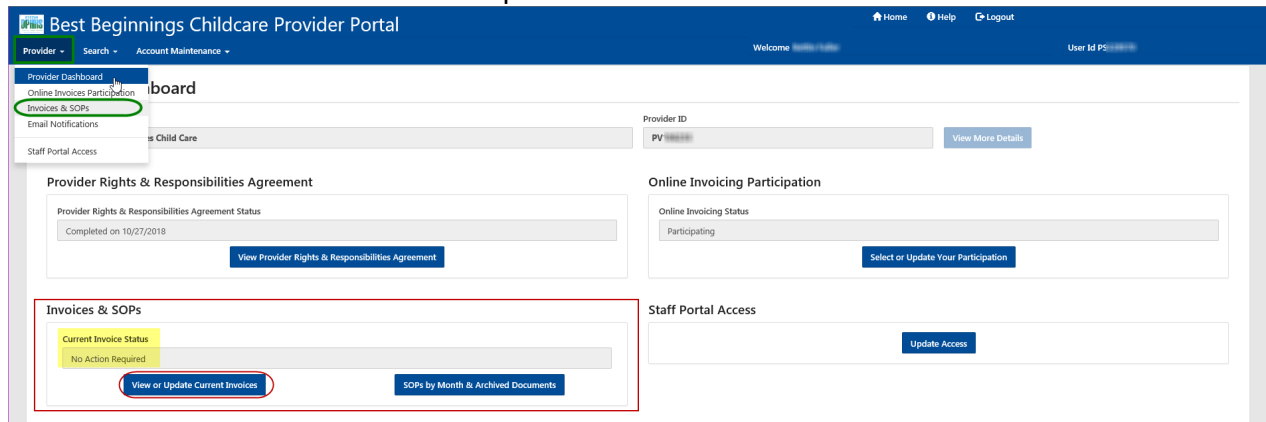 Best Beginnings Childcare Provider Portal
Home Help Logout
Provider Search Account Maintenance
Welcome
User Id PS
Provider Dashboard
Online Invoices Participation
Invoices & SOPs
Email Notifications
Staff Portal Access
board
Provider ID
es Child Care
PV
View More Details
Provider Rights & Responsibilities Agreement
Provider Rights & Responsibilities Agreement Status
Completed on 10/27/2018
View Provider Rights & Responsibilities Agreement
Online Invoicing Participation
Online Invoicing Status
Participating
Select or Update Your Participation
Invoices & SOPs
Current Invoice Status
No Action Required
View or Update Current Invoices
SOPs by Month & Archived Documents
Staff Portal Access
Update Access